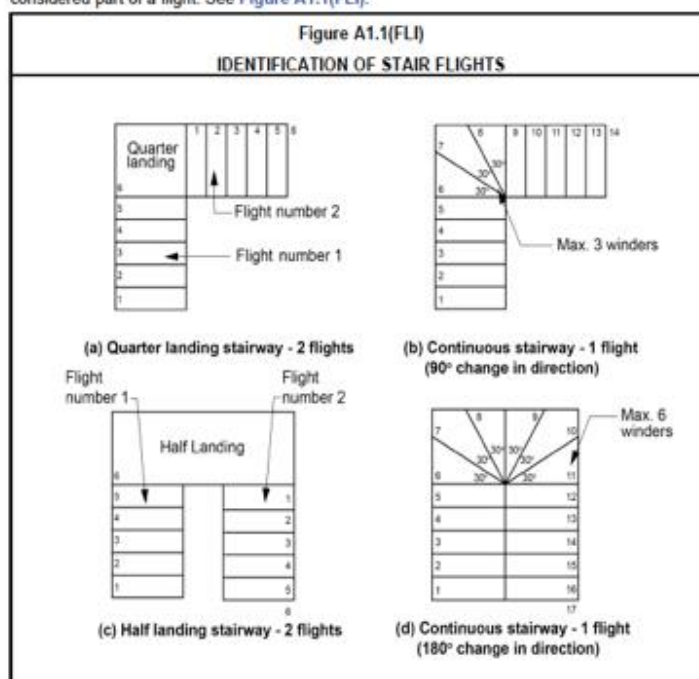 considered part of a flight. See Figure A1.1(FLI).
Figure A1.1(FLI)
IDENTIFICATION OF STAIR FLIGHTS
1 2 3 4 5 6
Quarter
landing
6
5
4
3
2
1
Flight number 2
Flight number 1
(a) Quarter landing stairway - 2 flights
7 8 9 10 11 12 13 14
30°
30°
30°
6
5
4
3
2
1
Max. 3 winders
(b) Continuous stairway - 1 flight
(90° change in direction)
Flight
number 1
Flight
number 2
Half Landing
6
5
4
3
2
1
1
2
3
4
5
6
(c) Half landing stairway - 2 flights
7 8 9 10
30° 30° 30° 30° 30° 30°
Max. 6
winders
6 11
5 12
4 13
3 14
2 15
1 16
17
(d) Continuous stairway - 1 flight
(180° change in direction)